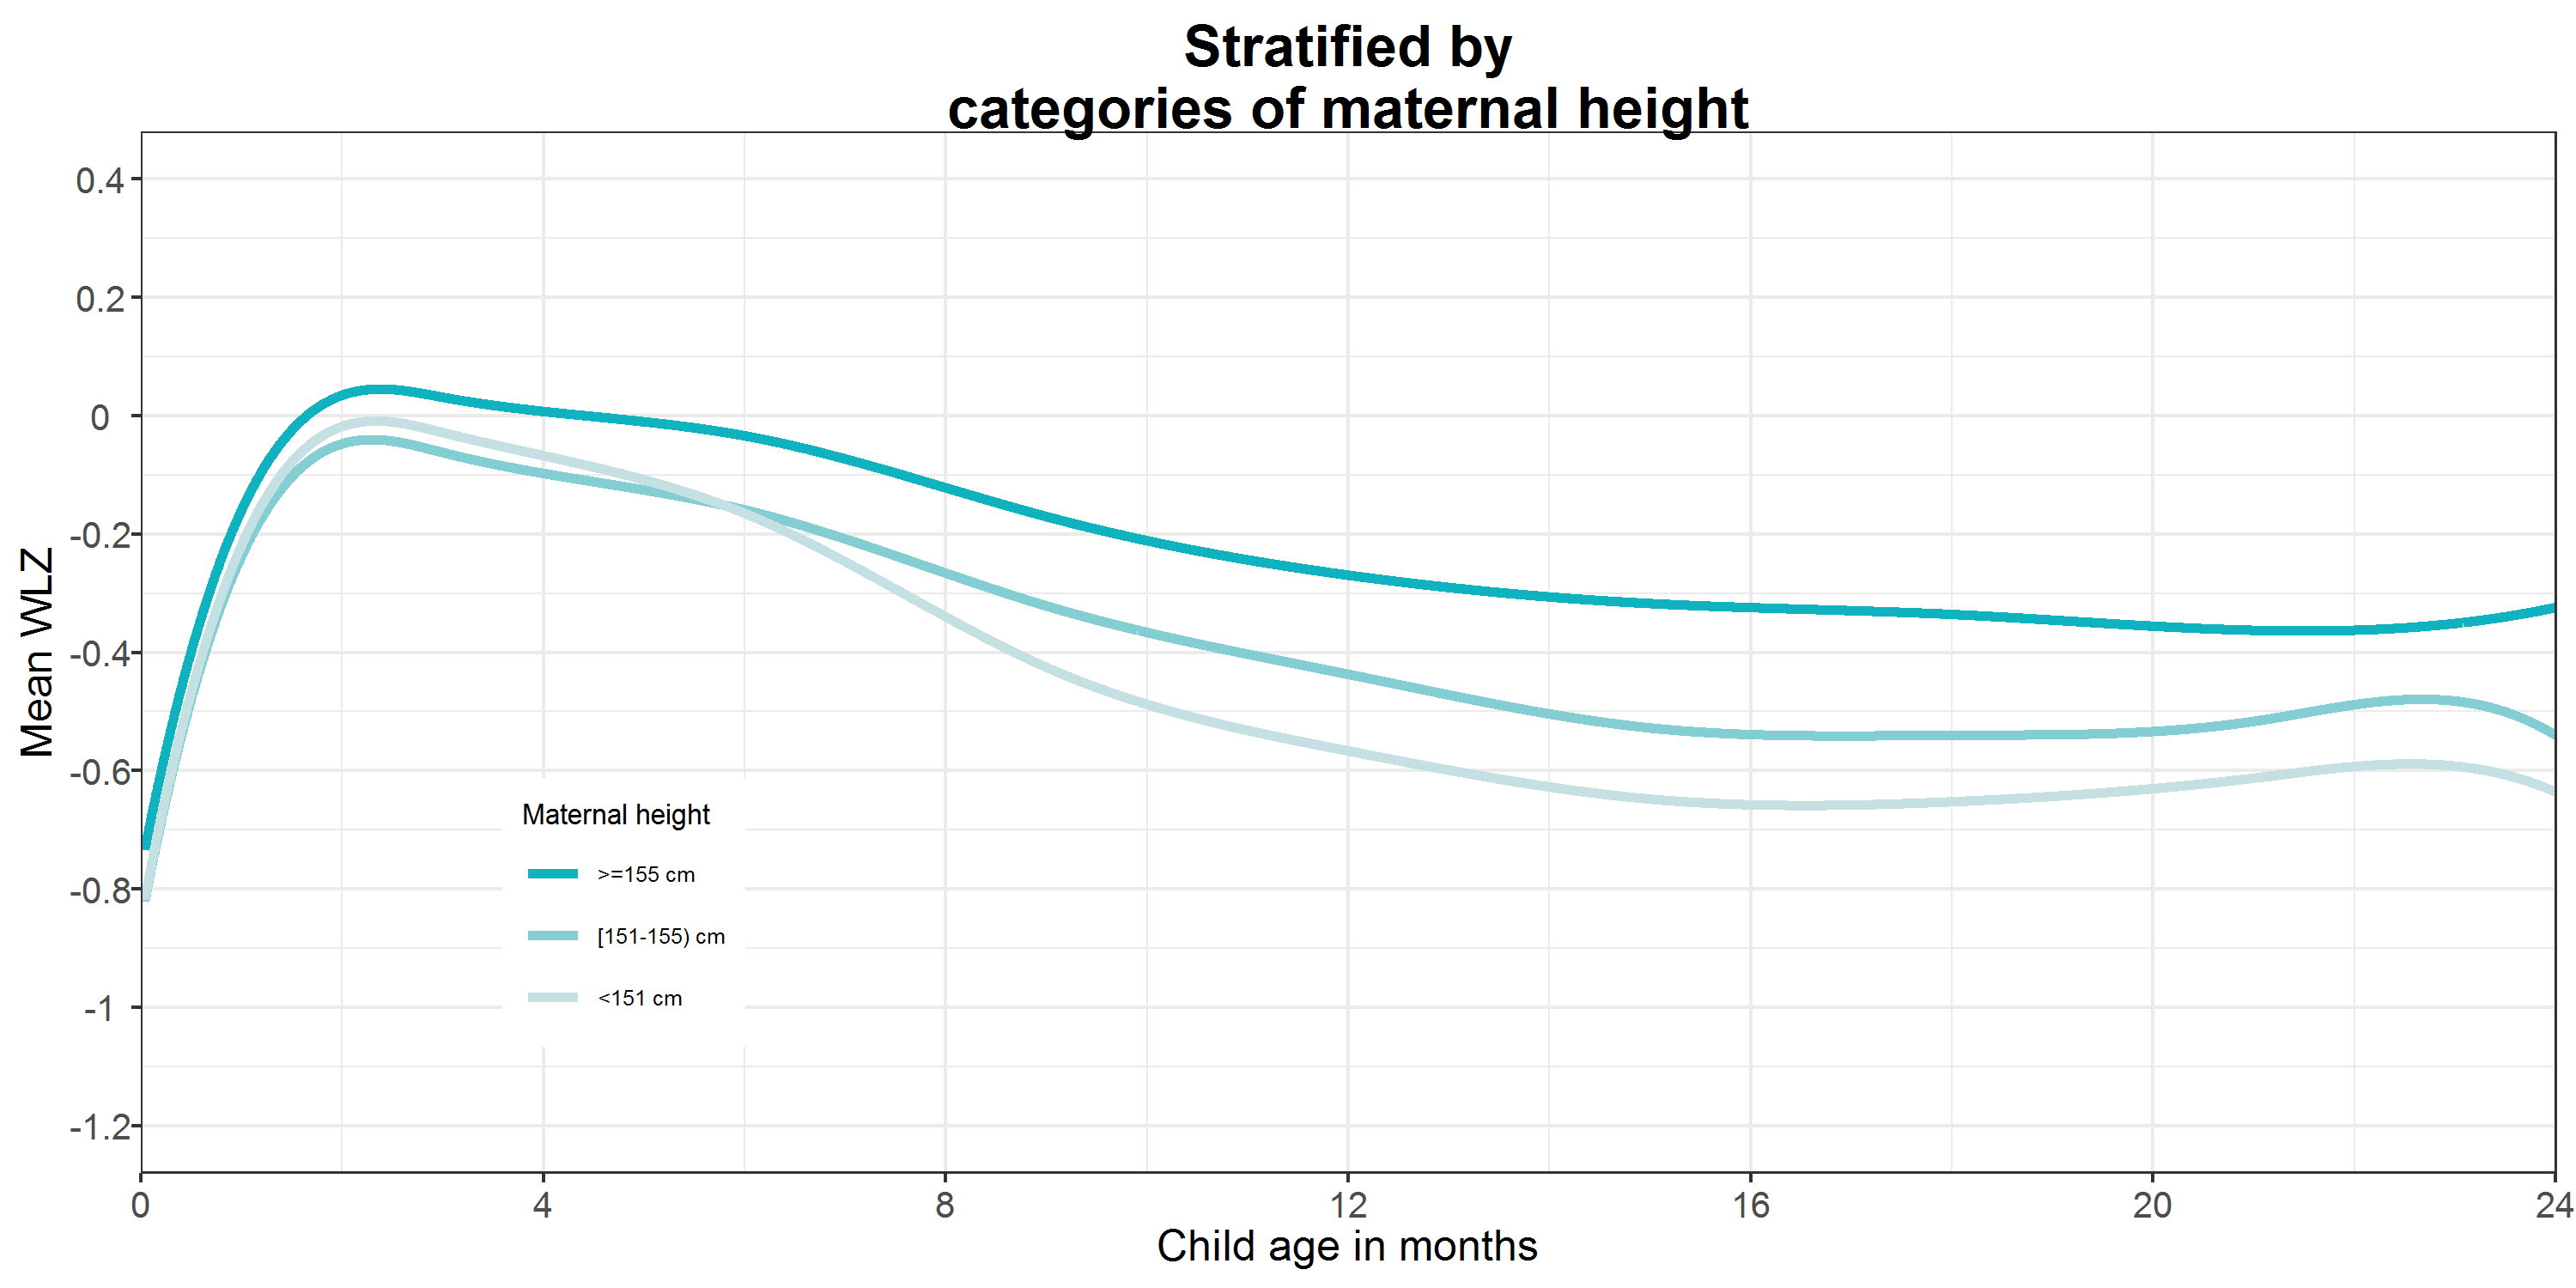 Stratified by
categories of maternal height
0.4
0.2
0
-0.2
-0.4
-0.6
-0.8
-1
-1.2
Mean WLZ
Maternal height
>=155 cm
[151-155) cm
<151 cm
0 4 8 12 16 20 24
Child age in months